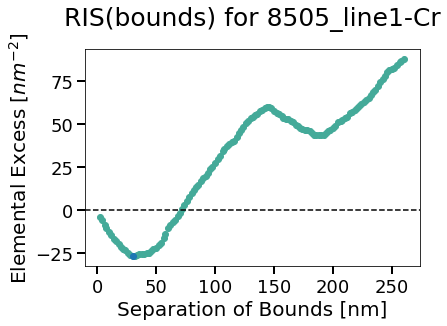 RIS(bounds) for 8505_line1-Cr
Elemental Excess [nm⁻²]
75
50
25
0
−25
0 50 100 150 200 250
Separation of Bounds [nm]